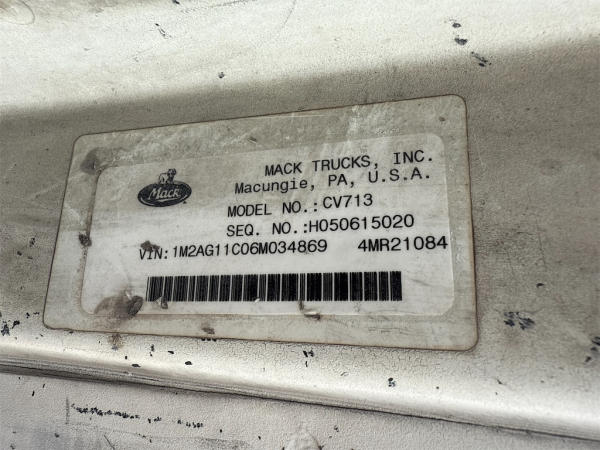 Mack
MACK TRUCKS, INC.
Macungie, PA, U.S.A.
MODEL NO.:CV713
SEQ. NO.:H050615020
VIN:1M2AG11C06M034869 4MR21084